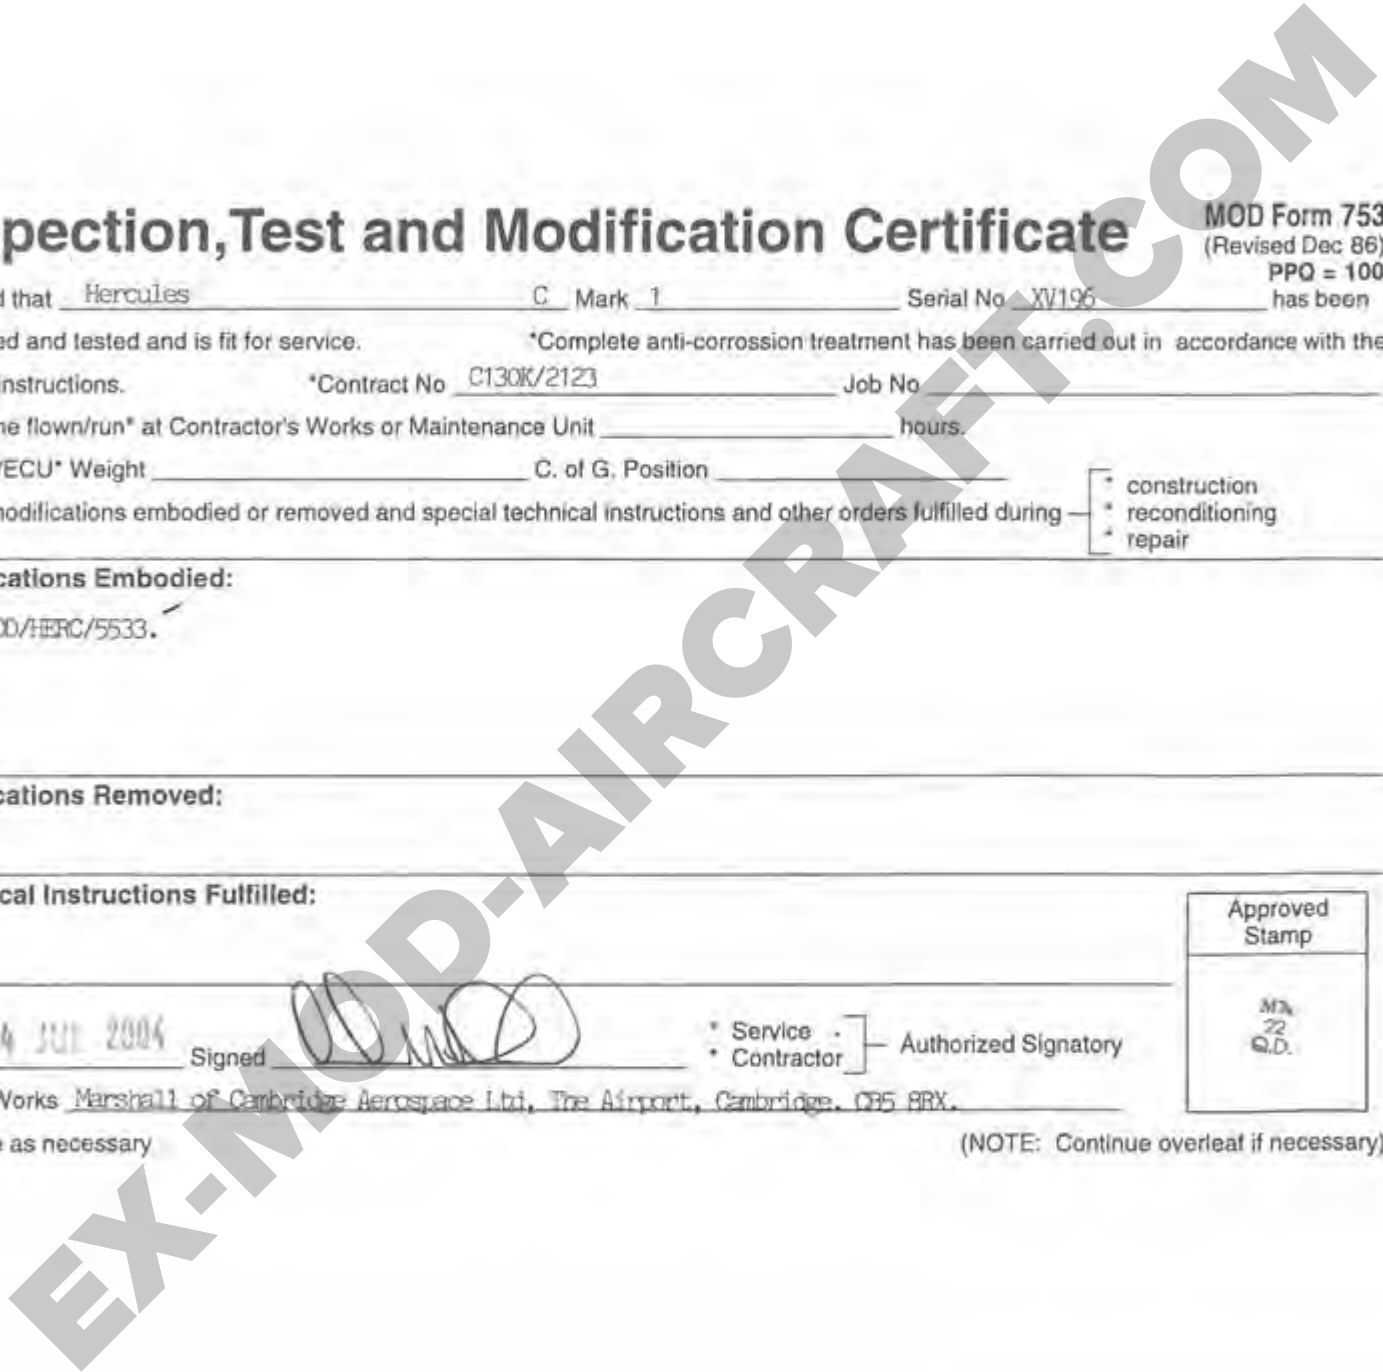 pection,Test and Modification Certificate
MOD Form 753
(Revised Dec 86)
PPQ = 100
d that Hercules C Mark 1 Serial No XV196 has been
ed and tested and is fit for service. *Complete anti-corrossion treatment has been carried out in accordance with the
instructions. *Contract No C130K/2123 Job No
ne flown/run* at Contractor's Works or Maintenance Unit hours.
/ECU* Weight C. of G. Position
modifications embodied or removed and special technical instructions and other orders fulfilled during
* construction
* reconditioning
* repair
cations Embodied:
OD/HERC/5533.
cations Removed:
cal Instructions Fulfilled:
Approved
Stamp
4 JUL 2004 Signed
* Service
* Contractor
Authorized Signatory
22
Q.D.
Works Marshall of Cambridge Aerospace Ltd, The Airport, Cambridge. CB5 8RX.
e as necessary
(NOTE: Continue overleaf if necessary)
EX-MOD-AIRCRAFT.COM